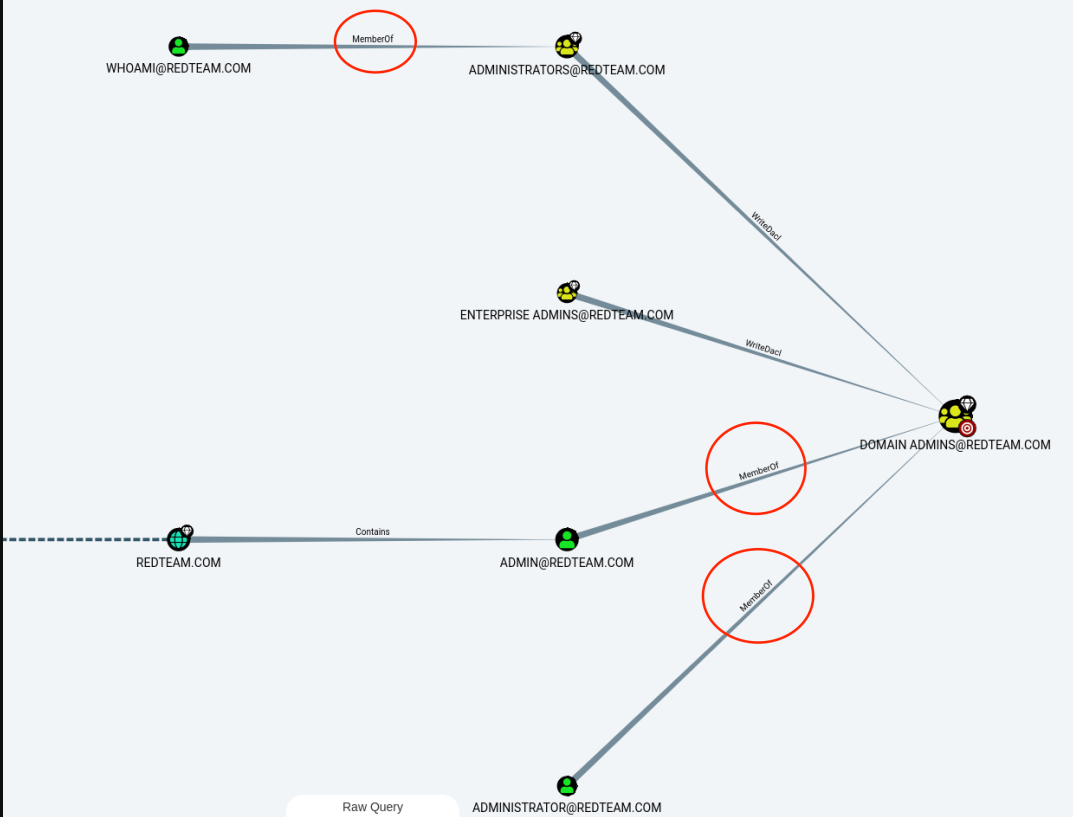 MemberOf
WHOAMI@REDTEAM.COM
ADMINISTRATORS@REDTEAM.COM
WriteDacl
ENTERPRISE ADMINS@REDTEAM.COM
WriteDacl
DOMAIN ADMINS@REDTEAM.COM
MemberOf
Contains
REDTEAM.COM
ADMIN@REDTEAM.COM
MemberOf
Raw Query
ADMINISTRATOR@REDTEAM.COM